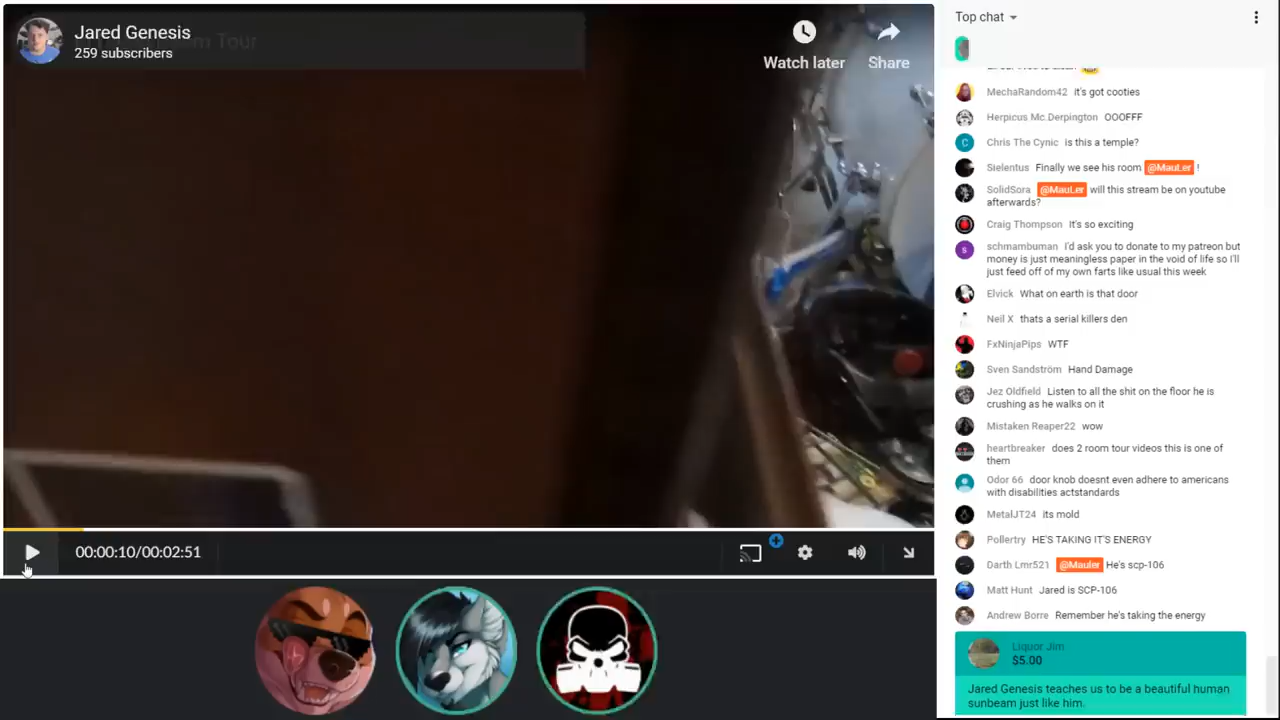 Jared Genesis
259 subscribers
Tour
Watch later
Share
00:00:10/00:02:51
Top chat
MechaRandom42 it's got cooties
Herpicus Mc.Derpington OOOFFF
C
Chris The Cynic is this a temple?
Sielentus Finally we see his room @MauLer !
SolidSora @MauLer will this stream be on youtube
afterwards?
Craig Thompson It's so exciting
s
schmambuman I'd ask you to donate to my patreon but
money is just meaningless paper in the void of life so I'll
just feed off of my own farts like usual this week
Elvick What on earth is that door
Neil X thats a serial killers den
FxNinjaPips WTF
Sven Sandström Hand Damage
Jez Oldfield Listen to all the shit on the floor he is
crushing as he walks on it
Mistaken Reaper22 wow
heartbreaker does 2 room tour videos this is one of
them
Odor 66 door knob doesnt even adhere to americans
with disabilities actstandards
MetalJT24 its mold
Pollertry HE'S TAKING IT'S ENERGY
Darth Lmr521 @Mauler He's scp-106
Matt Hunt Jared is SCP-106
Andrew Borre Remember he's taking the energy
Liquor Jim
$5.00
Jared Genesis teaches us to be a beautiful human
sunbeam just like him.